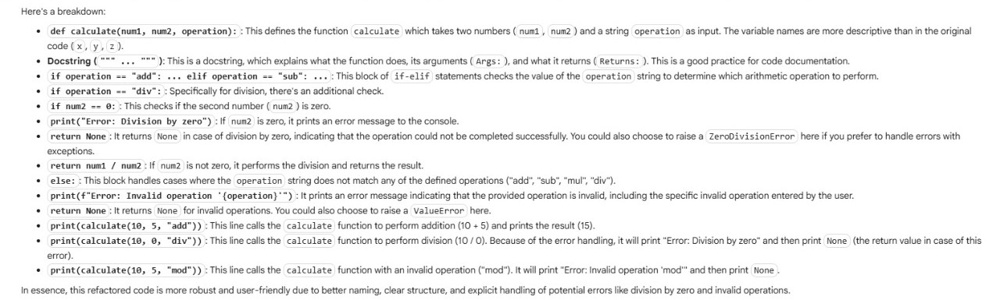 Here's a breakdown:
• def calculate(num1, num2, operation): : This defines the function calculate which takes two numbers ( num1 , num2 ) and a string operation as input. The variable names are more descriptive than in the original
code ( x , y , z ).
• Docstring ( """ ... """ ): This is a docstring, which explains what the function does, its arguments ( Args: ), and what it returns ( Returns: ). This is a good practice for code documentation.
• if operation == "add": ... elif operation == "sub": ... : This block of if-elif statements checks the value of the operation string to determine which arithmetic operation to perform.
• if operation == "div": : Specifically for division, there's an additional check.
• if num2 == 0: : This checks if the second number ( num2 ) is zero.
• print("Error: Division by zero") : If num2 is zero, it prints an error message to the console.
• return None : It returns None in case of division by zero, indicating that the operation could not be completed successfully. You could also choose to raise a ZeroDivisionError here if you prefer to handle errors with
exceptions.
• return num1 / num2 : If num2 is not zero, it performs the division and returns the result.
• else: : This block handles cases where the operation string does not match any of the defined operations ("add", "sub", "mul", "div").
• print(f"Error: Invalid operation '{operation}'") : It prints an error message indicating that the provided operation is invalid, including the specific invalid operation entered by the user.
• return None : It returns None for invalid operations. You could also choose to raise a ValueError here.
• print(calculate(10, 5, "add")) : This line calls the calculate function to perform addition (10 + 5) and prints the result (15).
• print(calculate(10, 0, "div")) : This line calls the calculate function to perform division (10 / 0). Because of the error handling, it will print "Error: Division by zero" and then print None (the return value in case of this
error).
• print(calculate(10, 5, "mod")) : This line calls the calculate function with an invalid operation ("mod"). It will print "Error: Invalid operation 'mod'" and then print None .
In essence, this refactored code is more robust and user-friendly due to better naming, clear structure, and explicit handling of potential errors like division by zero and invalid operations.